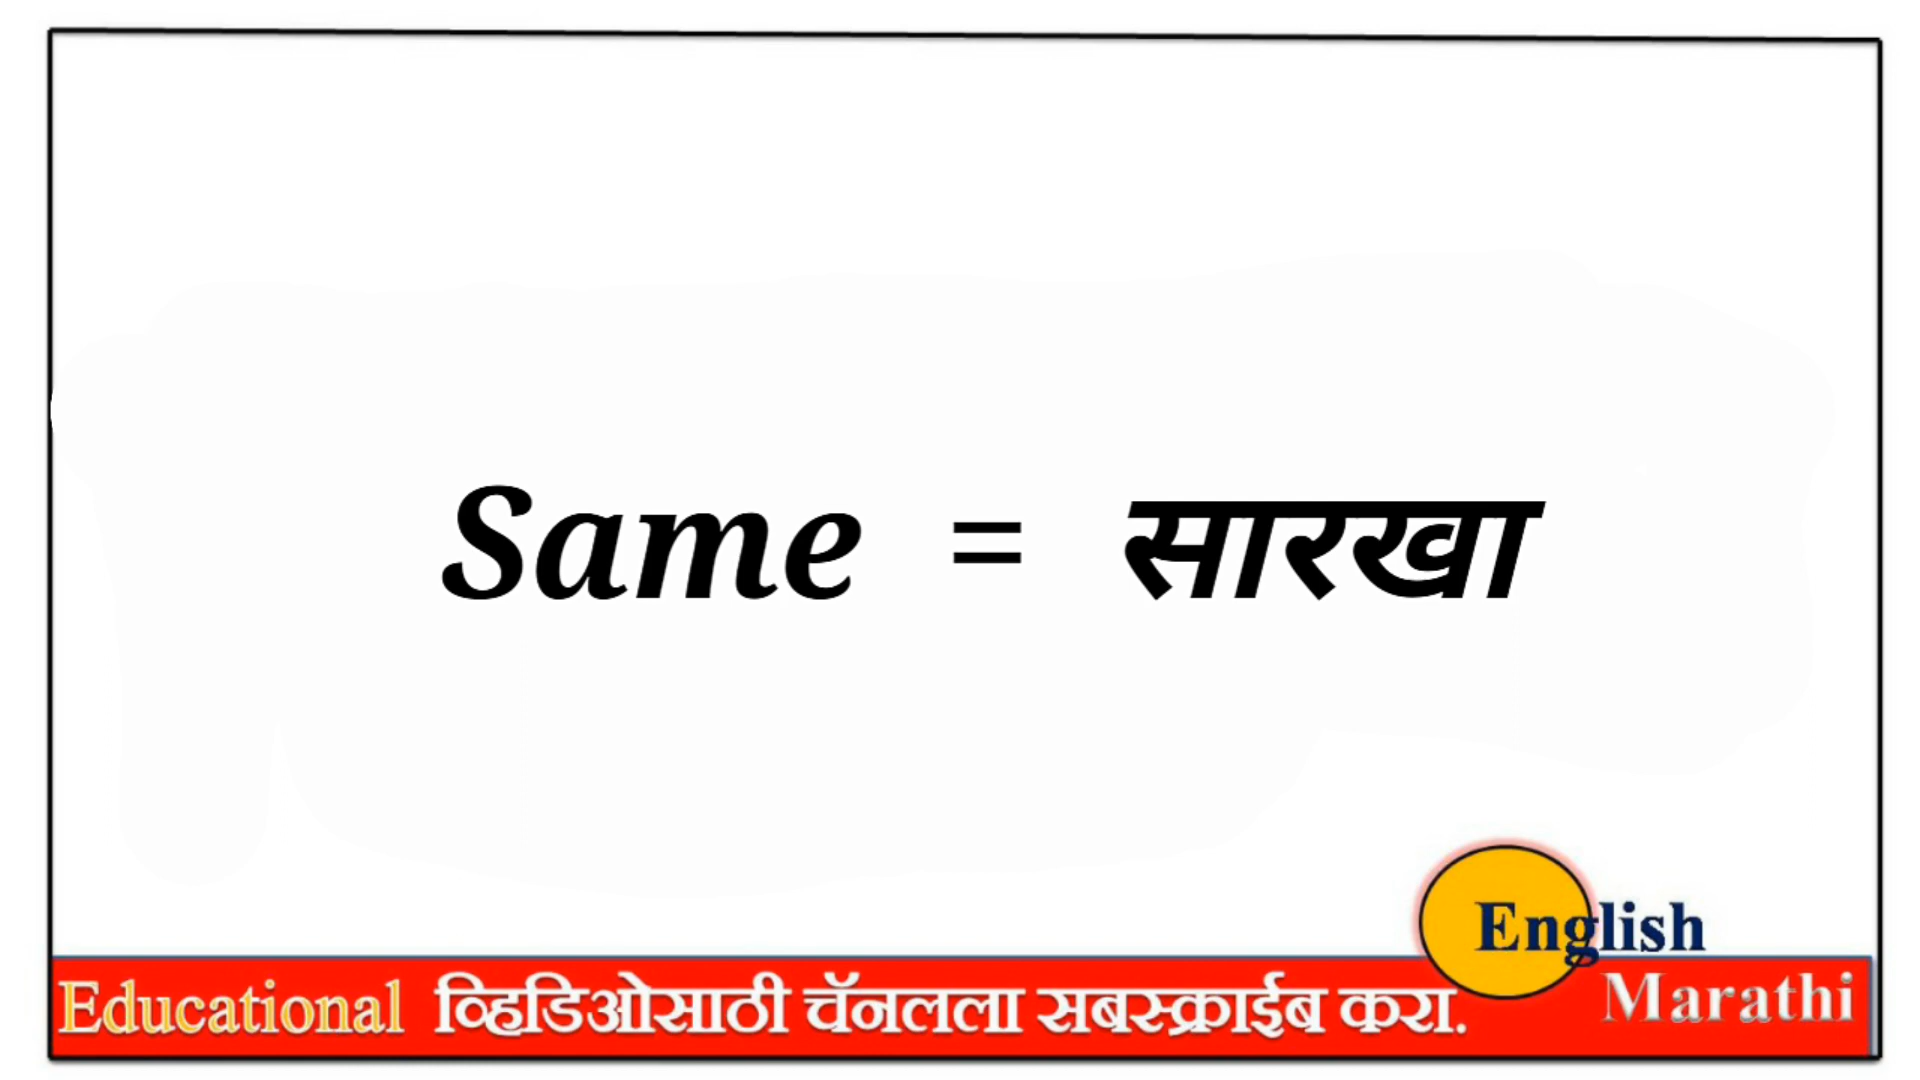 Same = सारखा
English
Educational व्हिडिओसाठी चॅनलला सबस्क्राईब करा. Marathi